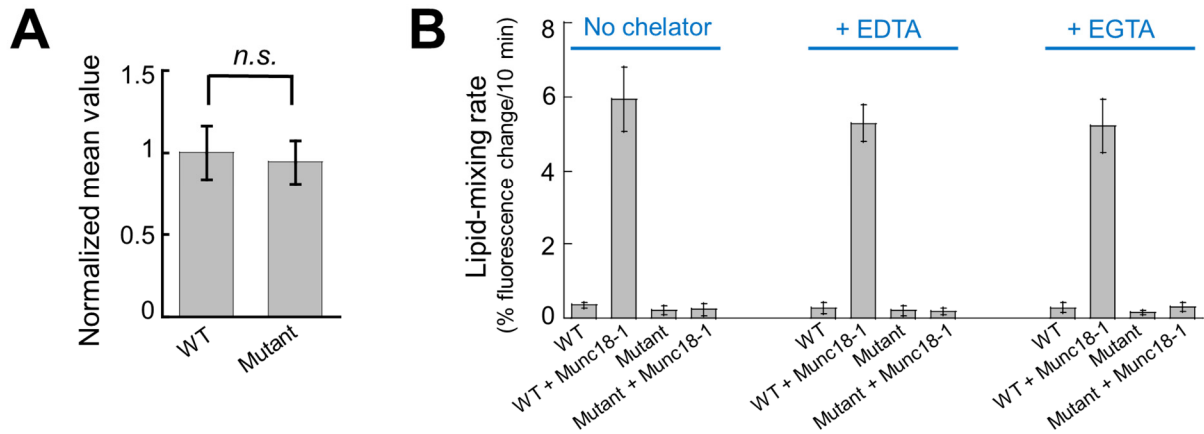 A
Normalized mean value
1.5
1
0.5
0
n.s.
WT
Mutant
B
Lipid-mixing rate
(% fluorescence change/10 min)
8
6
4
2
0
No chelator
+ EDTA
+ EGTA
WT
WT + Munc18-1
Mutant
Mutant + Munc18-1
WT
WT + Munc18-1
Mutant
Mutant + Munc18-1
WT
WT + Munc18-1
Mutant
Mutant + Munc18-1